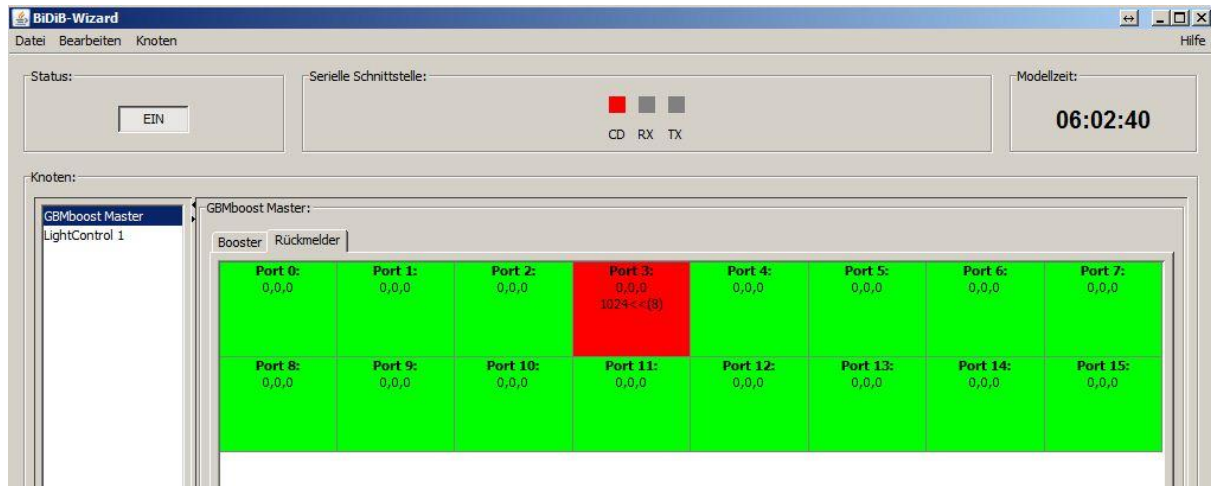 BiDiB-Wizard
Datei Bearbeiten Knoten Hilfe
Status: Serielle Schnittstelle: Modellzeit:
EIN
CD RX TX
06:02:40
Knoten:
GBMboost Master
LightControl 1
GBMboost Master:
Booster Rückmelder
Port 0: Port 1: Port 2: Port 3: Port 4: Port 5: Port 6: Port 7:
0,0,0 0,0,0 0,0,0 0,0,0 0,0,0 0,0,0 0,0,0 0,0,0
1024<<(8)
Port 8: Port 9: Port 10: Port 11: Port 12: Port 13: Port 14: Port 15:
0,0,0 0,0,0 0,0,0 0,0,0 0,0,0 0,0,0 0,0,0 0,0,0